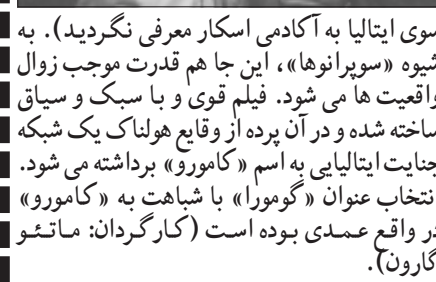 سوی ایتالیا به آکادمی اسکار معرفی نگردید). به
شیوه «سوپرانوها»، این جا هم قدرت موجب زوال
واقعیت ها می شود. فیلم قوی و با سبک و سیاق
ساخته شده و در آن پرده از وقایع هولناک یک شبکه
جنایت ایتالیایی به اسم «کامورو» برداشته می شود.
انتخاب عنوان «گومورا» با شباهت به «کامورو»
در واقع عمدی بوده است (کارگردان: ماتئو
گارون).